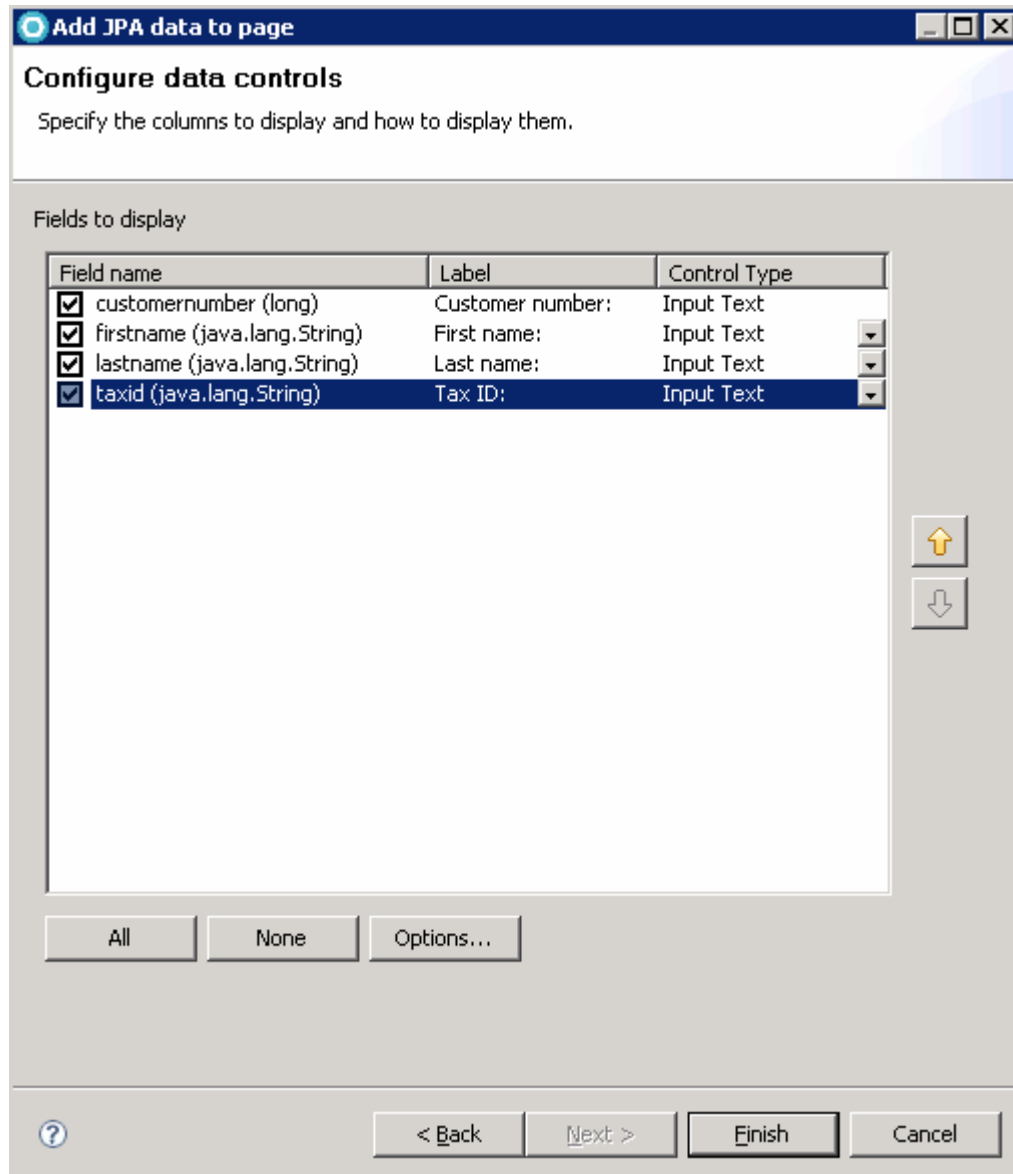 Add JPA data to page
Configure data controls
Specify the columns to display and how to display them.
Fields to display
Field name Label Control Type
customernumber (long) Customer number: Input Text
firstname (java.lang.String) First name: Input Text
lastname (java.lang.String) Last name: Input Text
taxid (java.lang.String) Tax ID: Input Text
All None Options...
? < Back Next > Finish Cancel